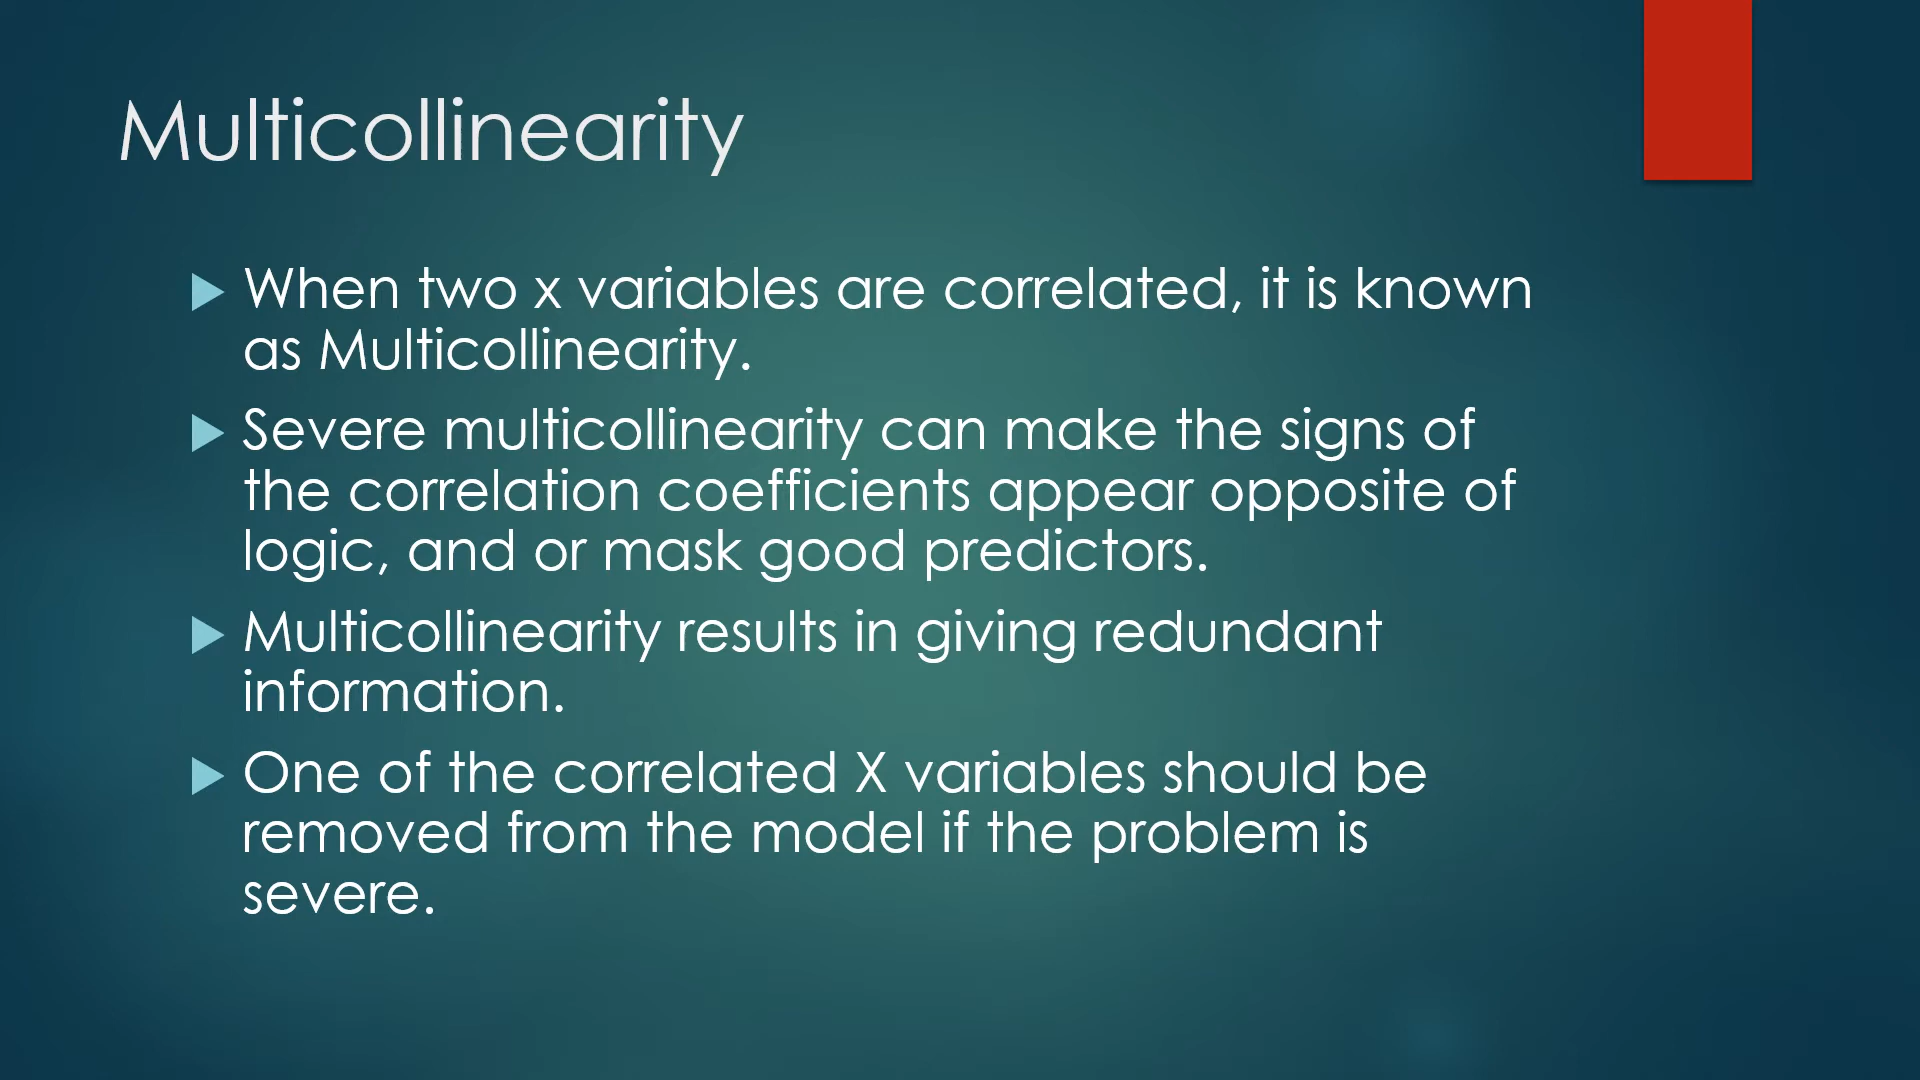 Multicollinearity
When two x variables are correlated, it is known
as Multicollinearity.
Severe multicollinearity can make the signs of
the correlation coefficients appear opposite of
logic, and or mask good predictors.
Multicollinearity results in giving redundant
information.
One of the correlated X variables should be
removed from the model if the problem is
severe.